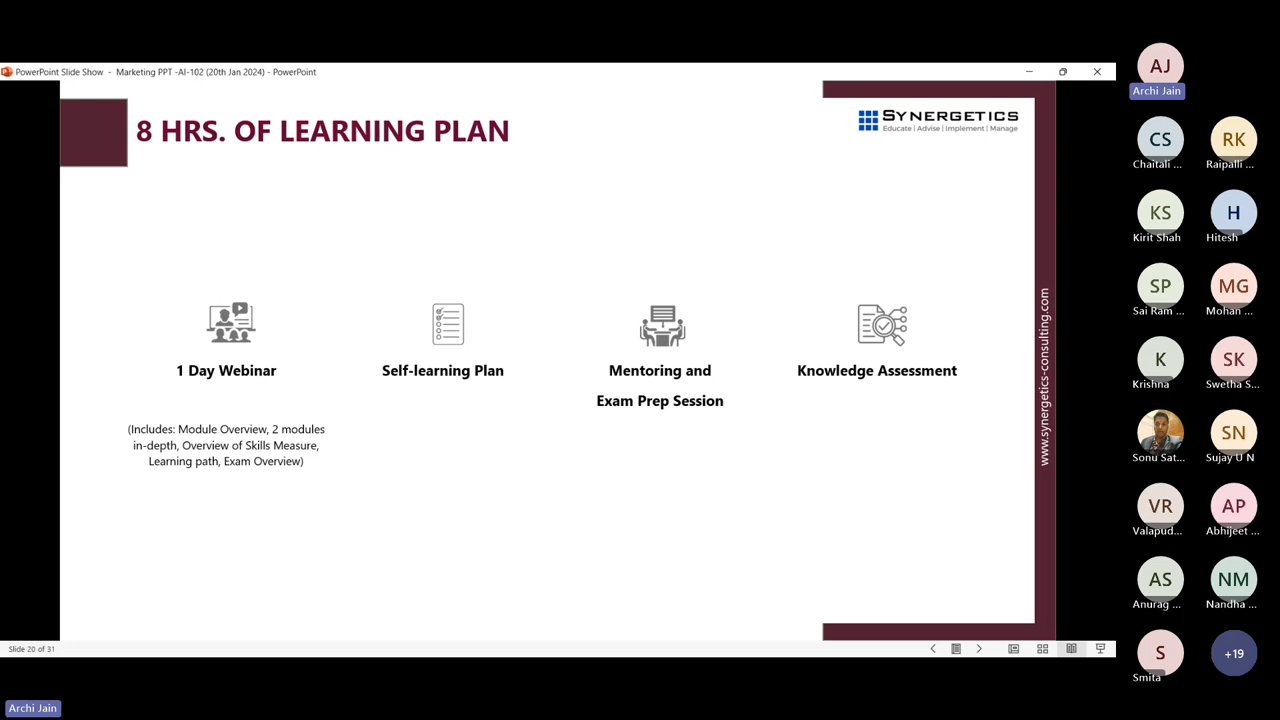 PowerPoint Slide Show - Marketing PPT -AI-102 (20th Jan 2024) - PowerPoint
8 HRS. OF LEARNING PLAN
SYNERGETICS
Educate | Advise | Implement | Manage
1 Day Webinar
(Includes: Module Overview, 2 modules
in-depth, Overview of Skills Measure,
Learning path, Exam Overview)
Self-learning Plan
Mentoring and
Exam Prep Session
Knowledge Assessment
www.synergetics-consulting.com
Slide 20 of 31
Archi Jain
AJ
Archi Jain
CS
Chaitali ...
RK
Raipalli ...
KS
Kirit Shah
H
Hitesh
SP
Sai Ram ...
MG
Mohan ...
K
Krishna
SK
Swetha S...
Sonu Sat...
SN
Sujay U N
VR
Valapud...
AP
Abhijeet ...
AS
Anurag ...
NM
Nandha ...
S
Smita
+19